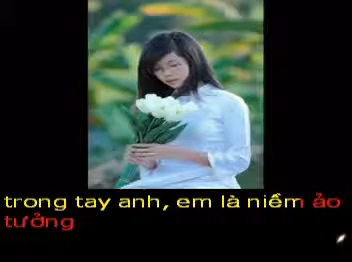 trong tay anh, em là niềm ảo
tưởng